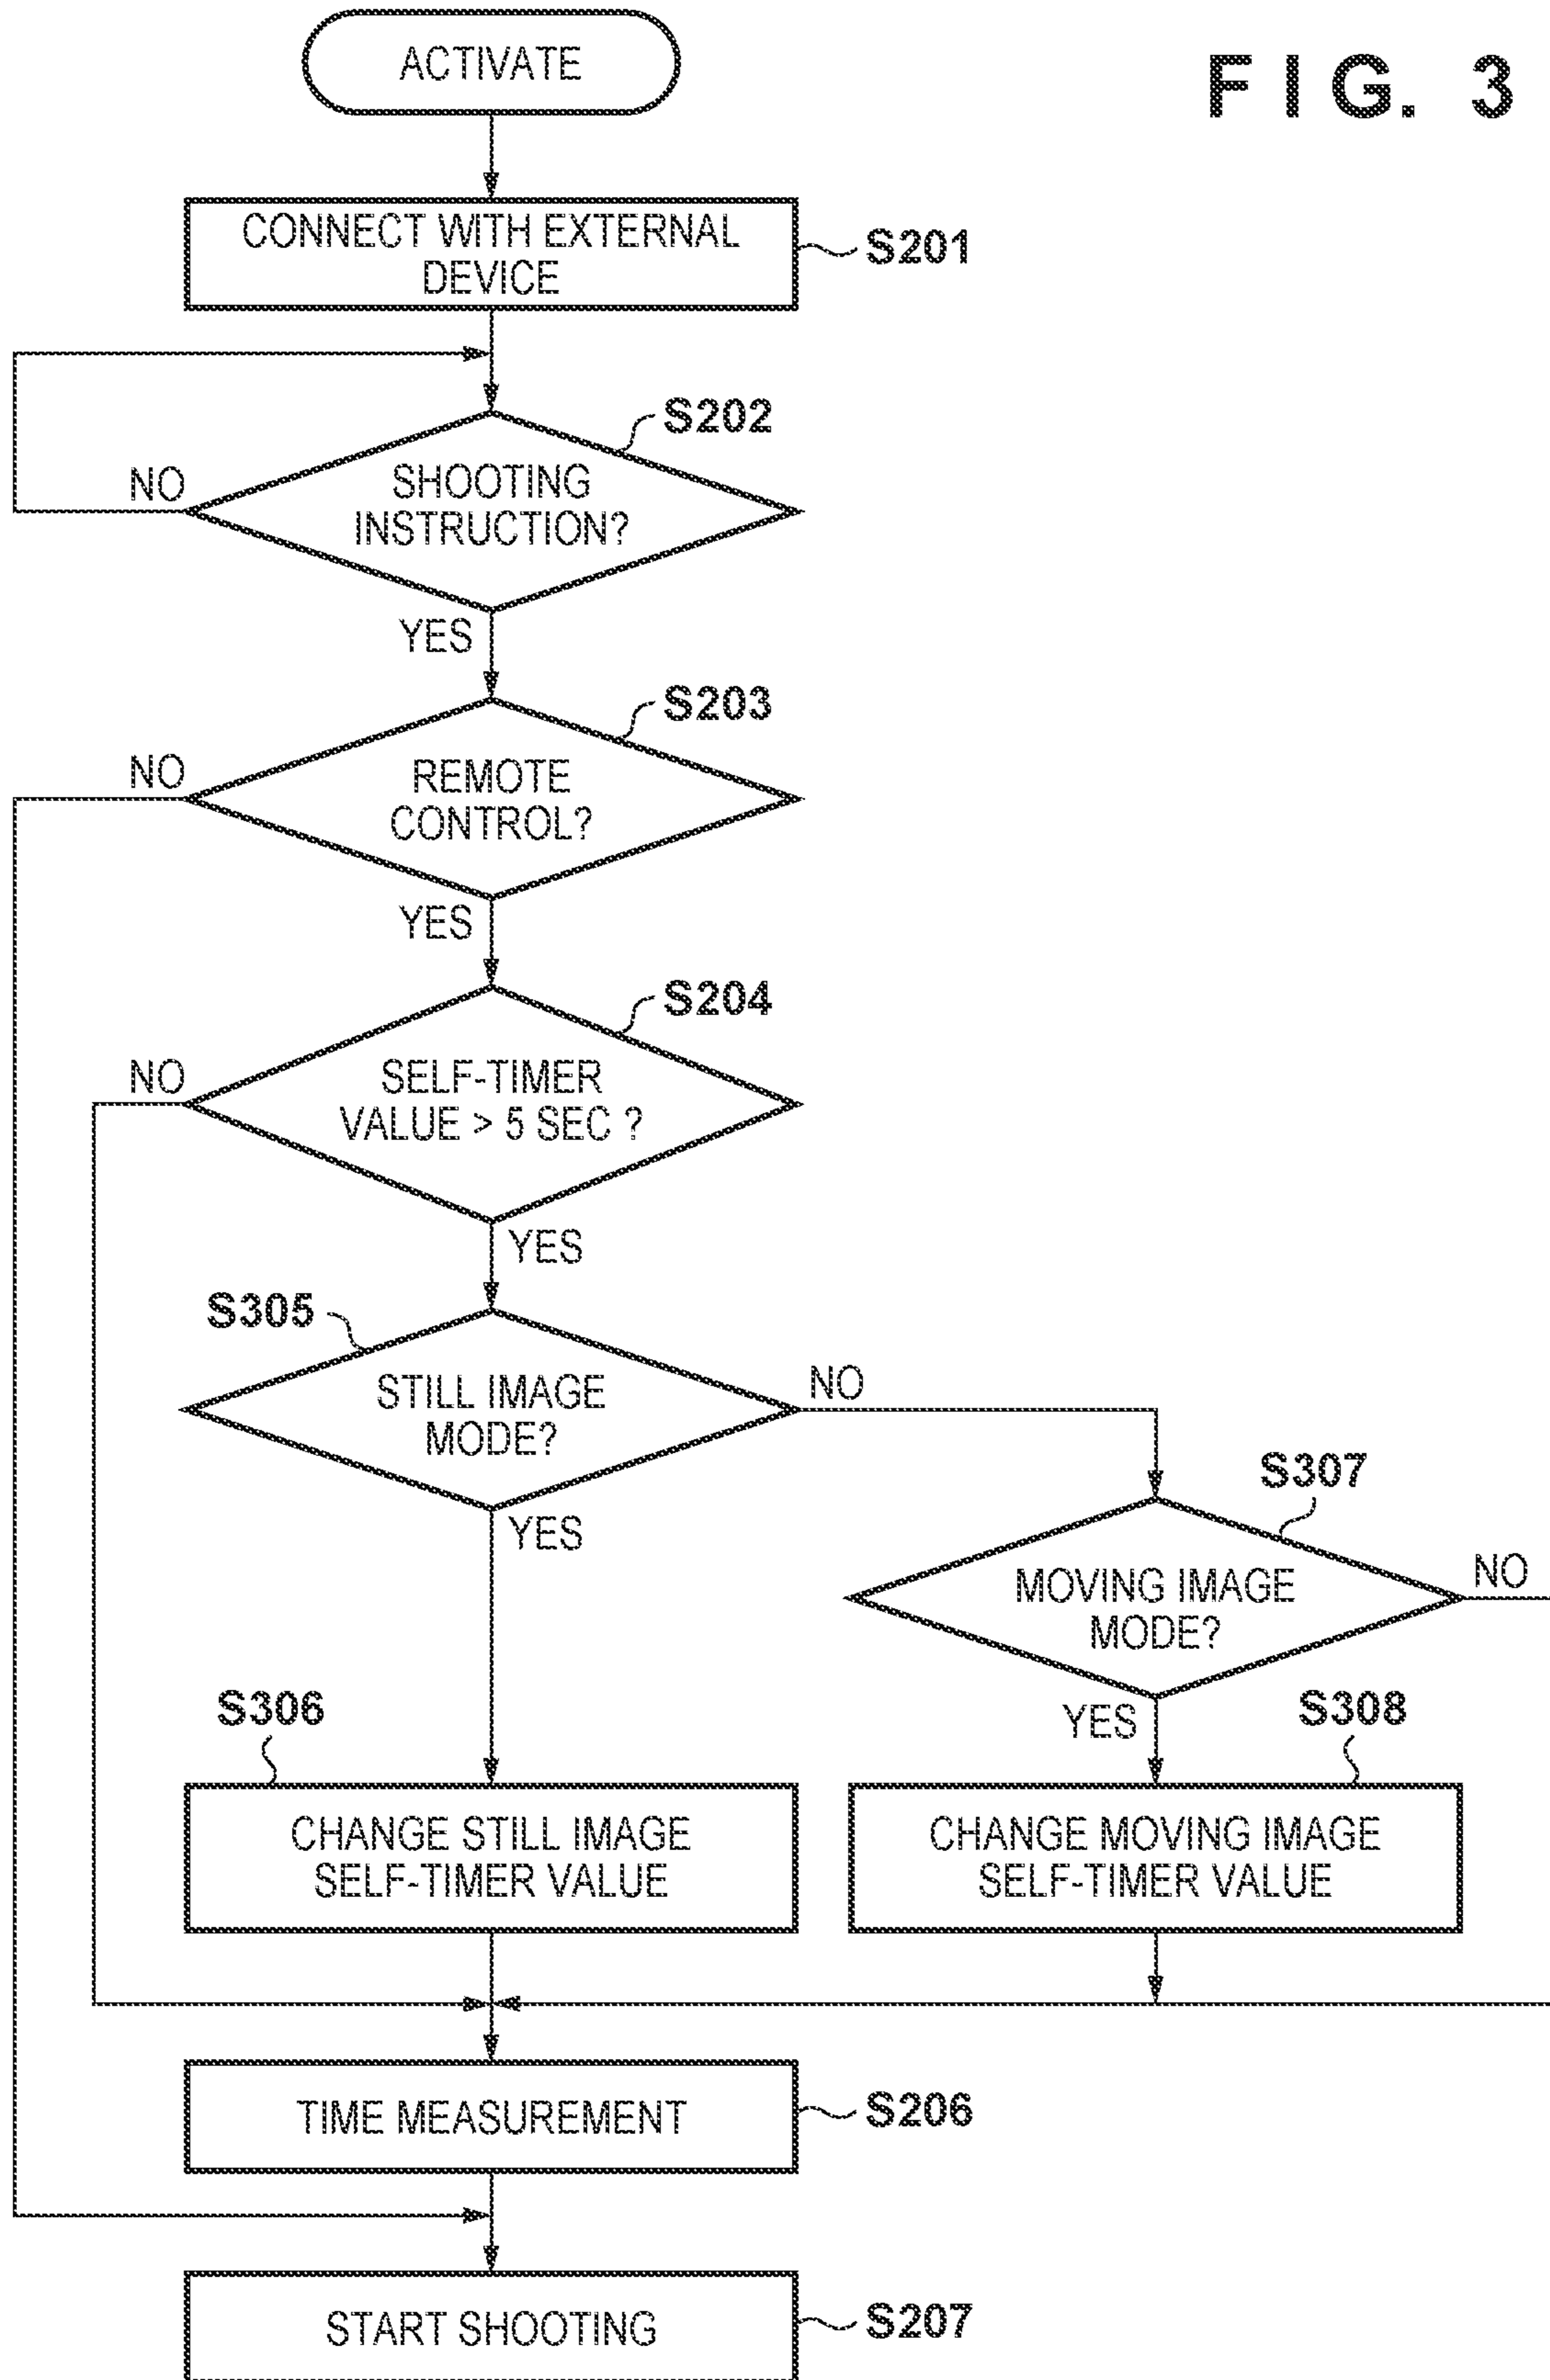 FIG. 3
ACTIVATE
CONNECT WITH EXTERNAL
DEVICE
S201
S202
NO
SHOOTING
INSTRUCTION?
YES
S203
NO
REMOTE
CONTROL?
YES
S204
NO
SELF-TIMER
VALUE > 5 SEC ?
YES
S305
STILL IMAGE
MODE?
NO
YES
S307
MOVING IMAGE
MODE?
NO
YES
S306
CHANGE STILL IMAGE
SELF-TIMER VALUE
S308
CHANGE MOVING IMAGE
SELF-TIMER VALUE
TIME MEASUREMENT
S206
START SHOOTING
S207